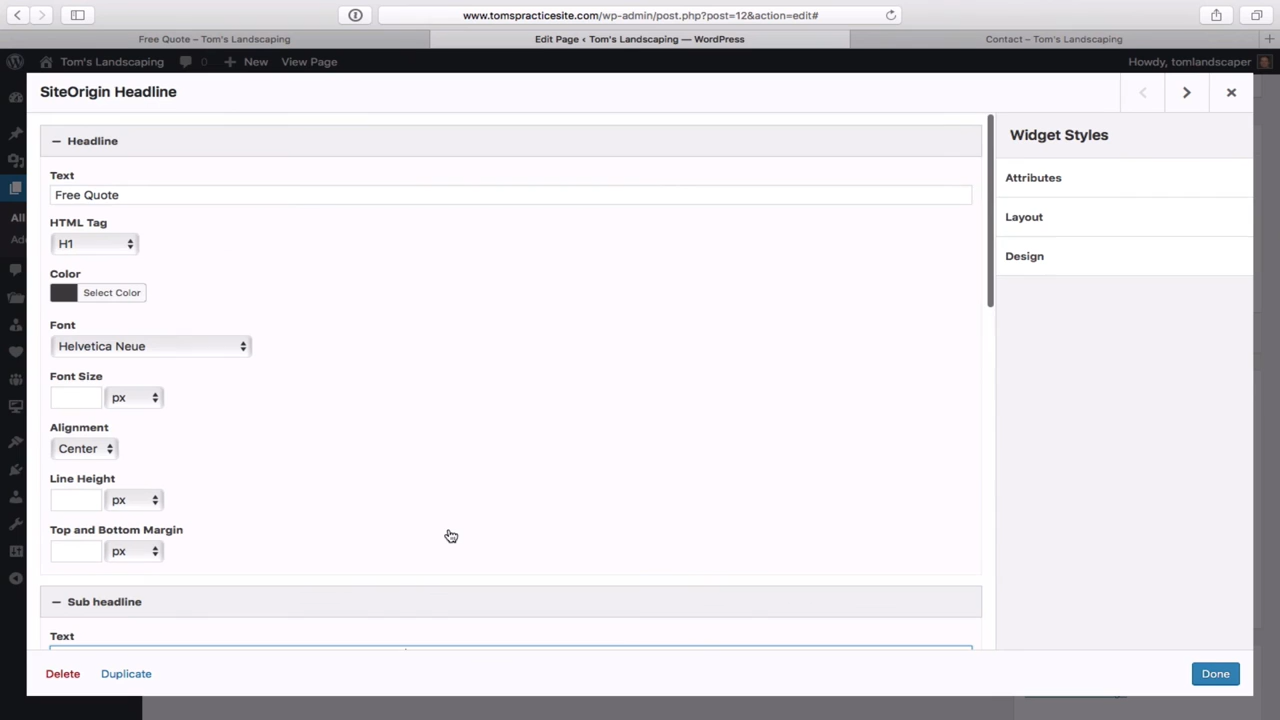 www.tomspracticesite.com/wp-admin/post.php?post=12&action=edit#
Free Quote – Tom's Landscaping
Edit Page ‹ Tom's Landscaping — WordPress
Contact – Tom's Landscaping
Tom's Landscaping
0
New
View Page
Howdy, tomlandscaper
SiteOrigin Headline
Headline
Text
Free Quote
HTML Tag
H1
Color
Select Color
Font
Helvetica Neue
Font Size
px
Alignment
Center
Line Height
px
Top and Bottom Margin
px
Sub headline
Text
Widget Styles
Attributes
Layout
Design
All
Add
Delete
Duplicate
Done